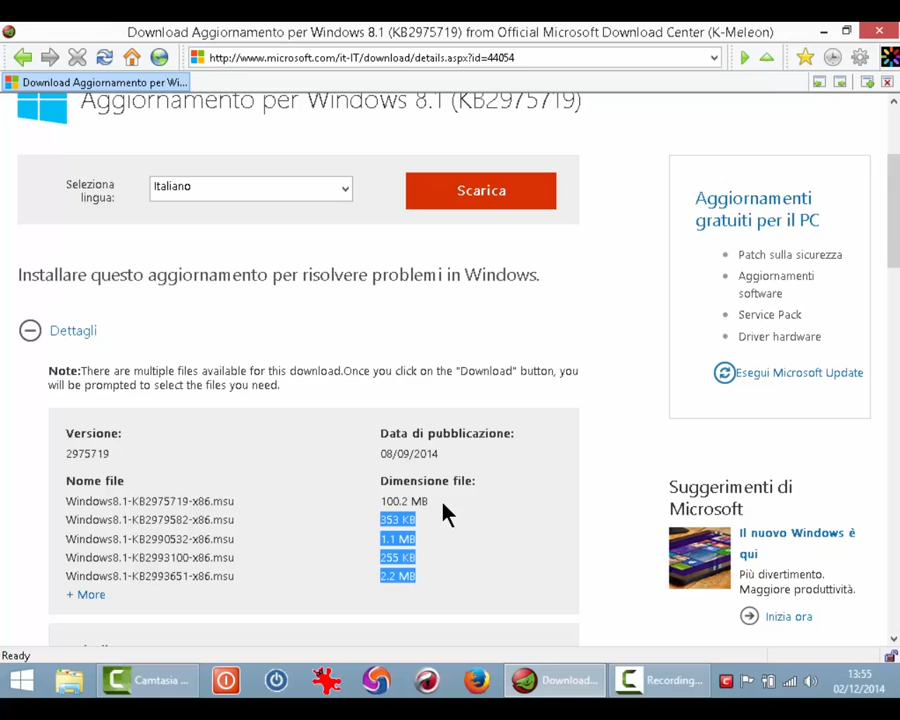 Download Aggiornamento per Windows 8.1 (KB2975719) from Official Microsoft Download Center (K-Meleon)
http://www.microsoft.com/it-IT/download/details.aspx?id=44054
Download Aggiornamento per Wi...
Aggiornamento per Windows 8.1 (KB2975719)
Seleziona
lingua:
Italiano
Scarica
Aggiornamenti
gratuiti per il PC
Patch sulla sicurezza
Aggiornamenti
software
Service Pack
Driver hardware
Esegui Microsoft Update
Installare questo aggiornamento per risolvere problemi in Windows.
Dettagli
Note:There are multiple files available for this download.Once you click on the "Download" button, you
will be prompted to select the files you need.
Versione:
2975719
Data di pubblicazione:
08/09/2014
Nome file
Dimensione file:
Windows8.1-KB2975719-x86.msu
100.2 MB
Windows8.1-KB2979582-x86.msu
353 KB
Windows8.1-KB2990532-x86.msu
1.1 MB
Windows8.1-KB2993100-x86.msu
255 KB
Windows8.1-KB2993651-x86.msu
2.2 MB
+ More
Suggerimenti di
Microsoft
Il nuovo Windows è
qui
Più divertimento.
Maggiore produttività.
Inizia ora
Ready
Camtasia ...
Download...
Recording...
13:55
02/12/2014